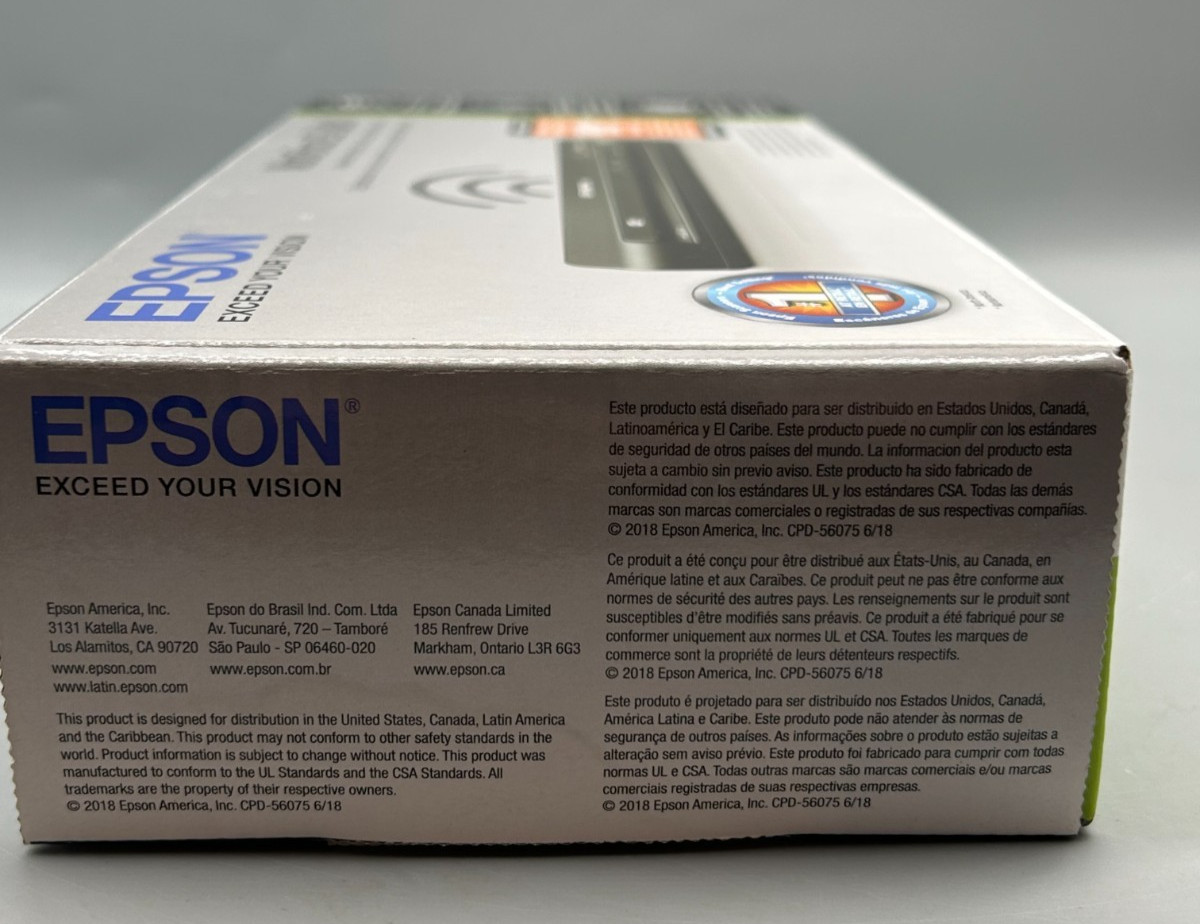 EPSON
EXCEED YOUR VISION
EPSON®
EXCEED YOUR VISION
Epson America, Inc.
3131 Katella Ave.
Los Alamitos, CA 90720
www.epson.com
www.latin.epson.com
Epson do Brasil Ind. Com. Ltda
Av. Tucunaré, 720 – Tamboré
São Paulo - SP 06460-020
www.epson.com.br
Epson Canada Limited
185 Renfrew Drive
Markham, Ontario L3R 6G3
www.epson.ca
This product is designed for distribution in the United States, Canada, Latin America
and the Caribbean. This product may not conform to other safety standards in the
world. Product information is subject to change without notice. This product was
manufactured to conform to the UL Standards and the CSA Standards. All
trademarks are the property of their respective owners.
© 2018 Epson America, Inc. CPD-56075 6/18
Este producto está diseñado para ser distribuido en Estados Unidos, Canadá,
Latinoamérica y El Caribe. Este producto puede no cumplir con los estándares
de seguridad de otros países del mundo. La informacion del producto esta
sujeta a cambio sin previo aviso. Este producto ha sido fabricado de
conformidad con los estándares UL y los estándares CSA. Todas las demás
marcas son marcas comerciales o registradas de sus respectivas compañías.
© 2018 Epson America, Inc. CPD-56075 6/18
Ce produit a été conçu pour être distribué aux États-Unis, au Canada, en
Amérique latine et aux Caraïbes. Ce produit peut ne pas être conforme aux
normes de sécurité des autres pays. Les renseignements sur le produit sont
susceptibles d'être modifiés sans préavis. Ce produit a été fabriqué pour se
conformer uniquement aux normes UL et CSA. Toutes les marques de
commerce sont la propriété de leurs détenteurs respectifs.
© 2018 Epson America, Inc. CPD-56075 6/18
Este produto é projetado para ser distribuído nos Estados Unidos, Canadá,
América Latina e Caribe. Este produto pode não atender às normas de
segurança de outros países. As informações sobre o produto estão sujeitas a
alteração sem aviso prévio. Este produto foi fabricado para cumprir com todas
normas UL e CSA. Todas outras marcas são marcas comerciais e/ou marcas
comerciais registradas de suas respectivas empresas.
© 2018 Epson America, Inc. CPD-56075 6/18